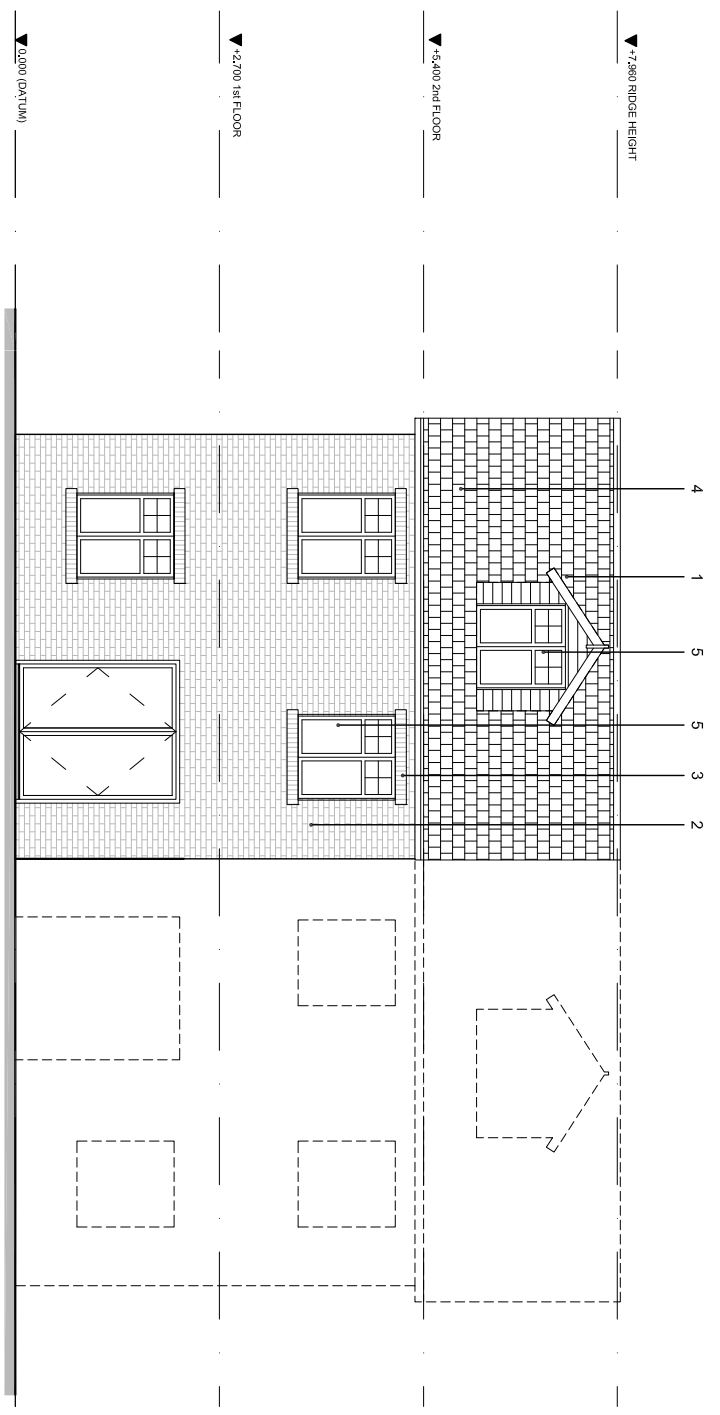 +7.960 RIDGE HEIGHT
+5.400 2nd FLOOR
+2.700 1st FLOOR
0.000 (DATUM)
4
1
5
5
3
2